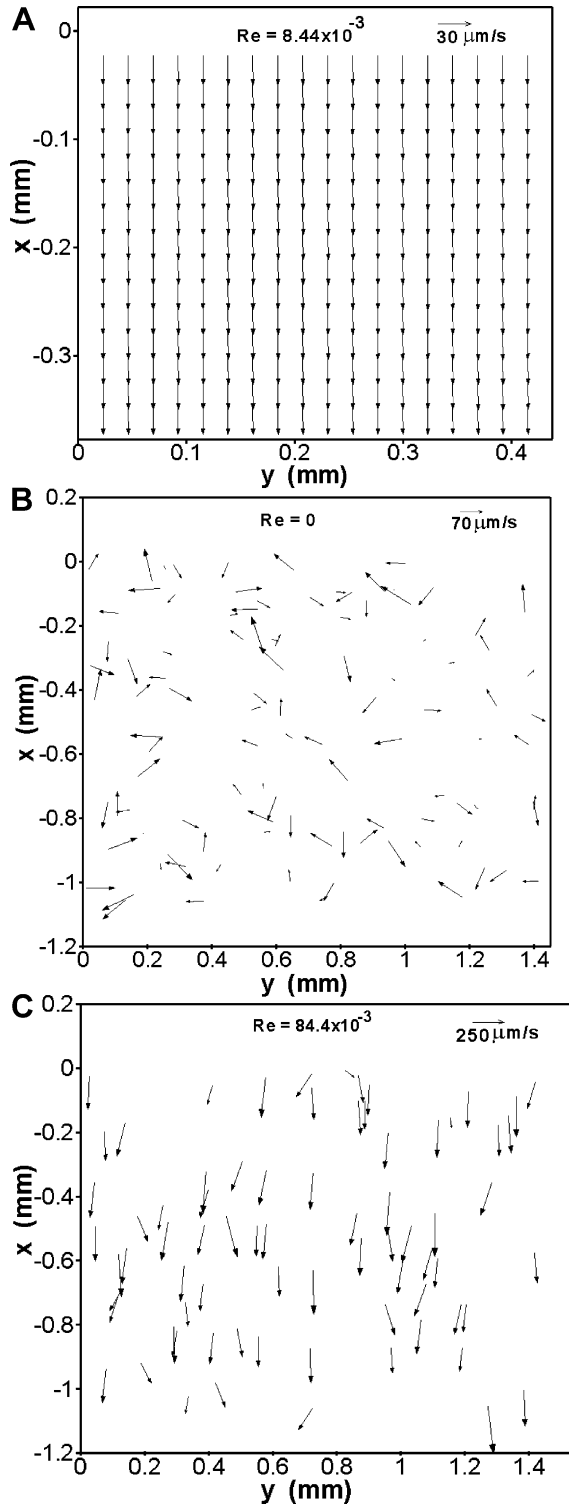 A
Re = 8.44x10-3
30 μm/s
0
-0.1
-0.2
-0.3
x (mm)
0 0.1 0.2 0.3 0.4
y (mm)
B
Re = 0
70 μm/s
0.2
0
-0.2
-0.4
-0.6
-0.8
-1
-1.2
x (mm)
0 0.2 0.4 0.6 0.8 1 1.2 1.4
y (mm)
C
Re = 84.4x10-3
250 μm/s
0.2
0
-0.2
-0.4
-0.6
-0.8
-1
-1.2
x (mm)
0 0.2 0.4 0.6 0.8 1 1.2 1.4
y (mm)